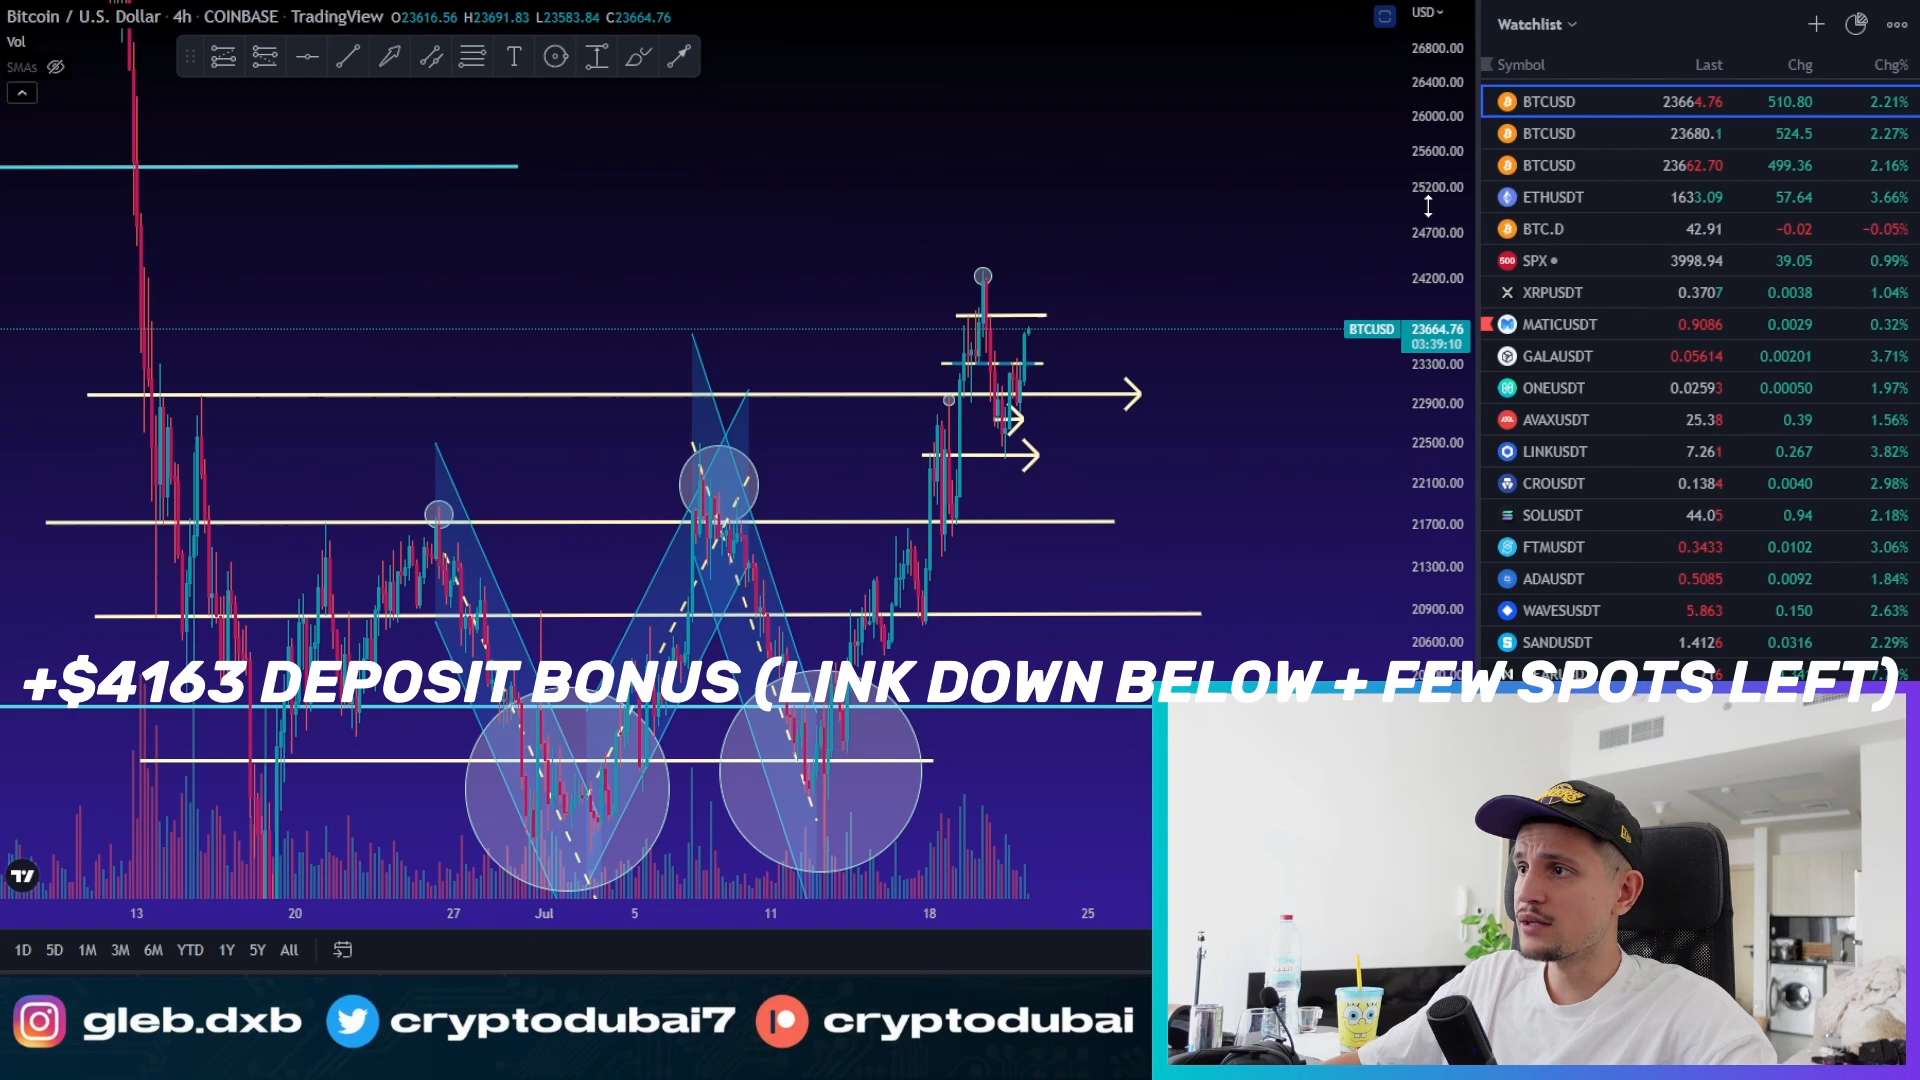 Bitcoin / U.S. Dollar · 4h · COINBASE · TradingView O23616.56 H23691.83 L23583.84 C23664.76
Vol
SMAs
USD
26800.00
26400.00
26000.00
25600.00
25200.00
24700.00
24200.00
BTCUSD 23664.76
03:39:10
23300.00
22900.00
22500.00
22100.00
21700.00
21300.00
20900.00
20600.00
Watchlist
Symbol Last Chg Chg%
BTCUSD 23664.76 510.80 2.21%
BTCUSD 23680.1 524.5 2.27%
BTCUSD 23662.70 499.36 2.16%
ETHUSDT 1633.09 57.64 3.66%
BTC.D 42.91 −0.02 −0.05%
500 SPX 3998.94 39.05 0.99%
XRPUSDT 0.3707 0.0038 1.04%
MATICUSDT 0.9086 0.0029 0.32%
GALAUSDT 0.05614 0.00201 3.71%
ONEUSDT 0.02593 0.00050 1.97%
AVAXUSDT 25.38 0.39 1.56%
LINKUSDT 7.261 0.267 3.82%
CROUSDT 0.1384 0.0040 2.98%
SOLUSDT 44.05 0.94 2.18%
FTMUSDT 0.3433 0.0102 3.06%
ADAUSDT 0.5085 0.0092 1.84%
WAVESUSDT 5.863 0.150 2.63%
SANDUSDT 1.4126 0.0316 2.29%
+$4163 DEPOSIT BONUS (LINK DOWN BELOW + FEW SPOTS LEFT)
13 20 27 Jul 5 11 18 25
1D 5D 1M 3M 6M YTD 1Y 5Y All
gleb.dxb cryptodubai7 cryptodubai